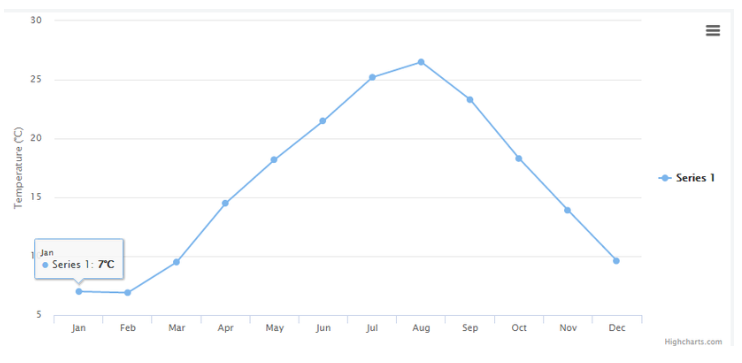 30
25
20
15
5
Temperature (℃)
Jan
Series 1: 7℃
Jan Feb Mar Apr May Jun Jul Aug Sep Oct Nov Dec
Series 1
Highcharts.com